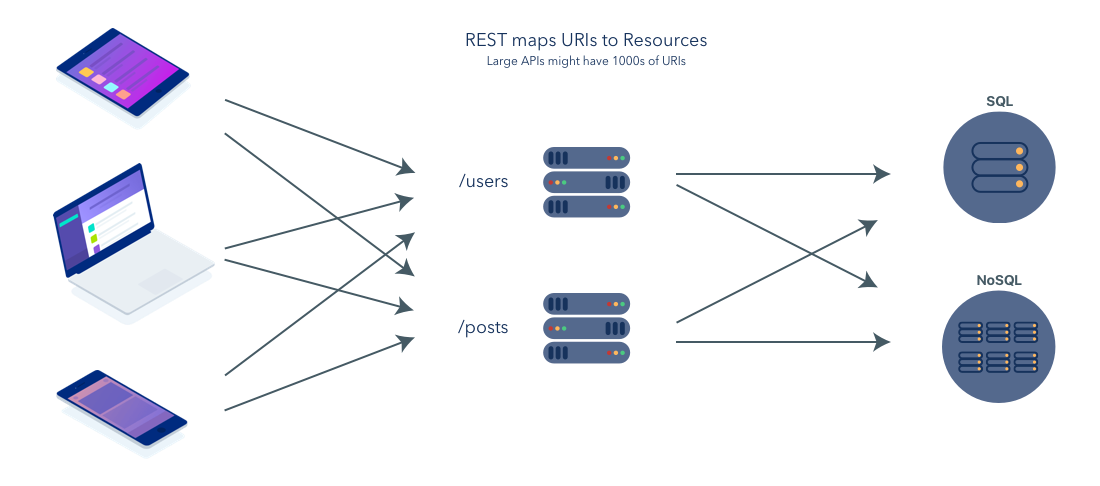 REST maps URIs to Resources
Large APIs might have 1000s of URIs
SQL
/users
NoSQL
/posts